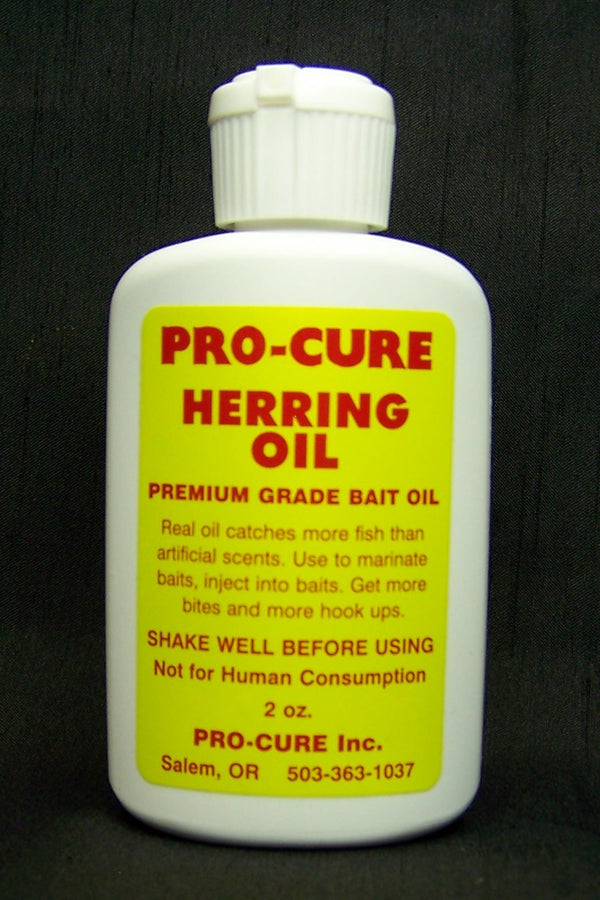 PRO-CURE
HERRING
OIL
PREMIUM GRADE BAIT OIL
Real oil catches more fish than
artificial scents. Use to marinate
baits, inject into baits. Get more
bites and more hook ups.
SHAKE WELL BEFORE USING
Not for Human Consumption
2 oz.
PRO-CURE Inc.
Salem, OR 503-363-1037